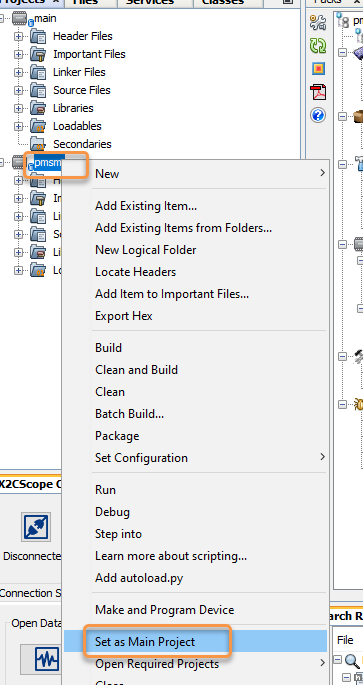 Projects
Files
Services
Classes
Packs
main
Header Files
Important Files
Linker Files
Source Files
Libraries
Loadables
Secondaries
pmsm
New
Add Existing Item...
Add Existing Items from Folders...
New Logical Folder
Locate Headers
Add Item to Important Files...
Export Hex
Build
Clean and Build
Clean
Batch Build...
Package
Set Configuration
Run
Debug
Step into
Learn more about scripting...
Add autoload.py
Make and Program Device
Set as Main Project
Open Required Projects
X2CScope
Disconnecte
Connection S
Open Data
arch R
File